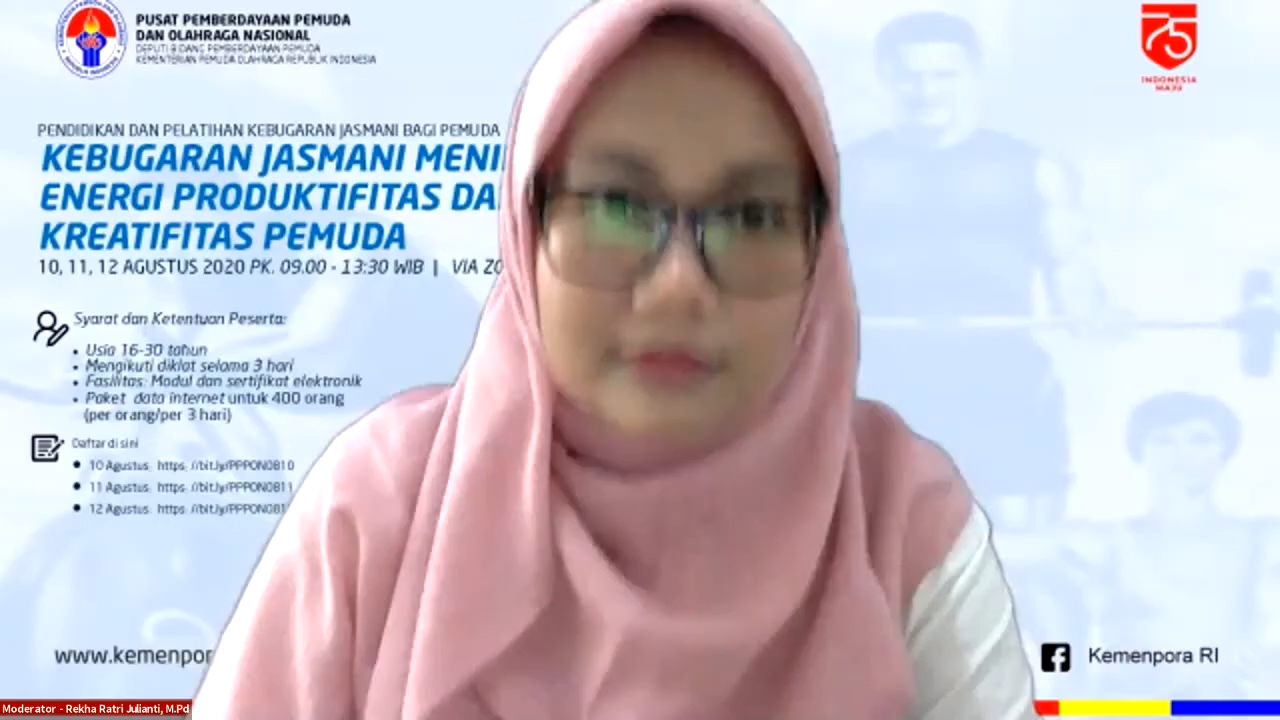 PUSAT PEMBERDAYAAN PEMUDA
DAN OLAHRAGA NASIONAL
DEPUTI BIDANG PEMBERDAYAAN PEMUDA
KEMENTERIAN PEMUDA OLAHRAGA REPUBLIK INDONESIA
75
INDONESIA
MAJU
PENDIDIKAN DAN PELATIHAN KEBUGARAN JASMANI BAGI PEMUDA
KEBUGARAN JASMANI MENI
ENERGI PRODUKTIFITAS DA
KREATIFITAS PEMUDA
10, 11, 12 AGUSTUS 2020 PK. 09.00 - 13:30 WIB | VIA ZO
Syarat dan Ketentuan Peserta:
• Usia 16-30 tahun
• Mengikuti diklat selama 3 hari
• Fasilitas: Modul dan sertifikat elektronik
• Paket data internet untuk 400 orang
(per orang/per 3 hari)
Daftar di sini
• 10 Agustus: https://bit.ly/PPPON0810
• 11 Agustus: https://bit.ly/PPPON0811
• 12 Agustus: https://bit.ly/PPPON081
www.kemenpor
Kemenpora RI
Moderator - Rekha Ratri Julianti, M.Pd